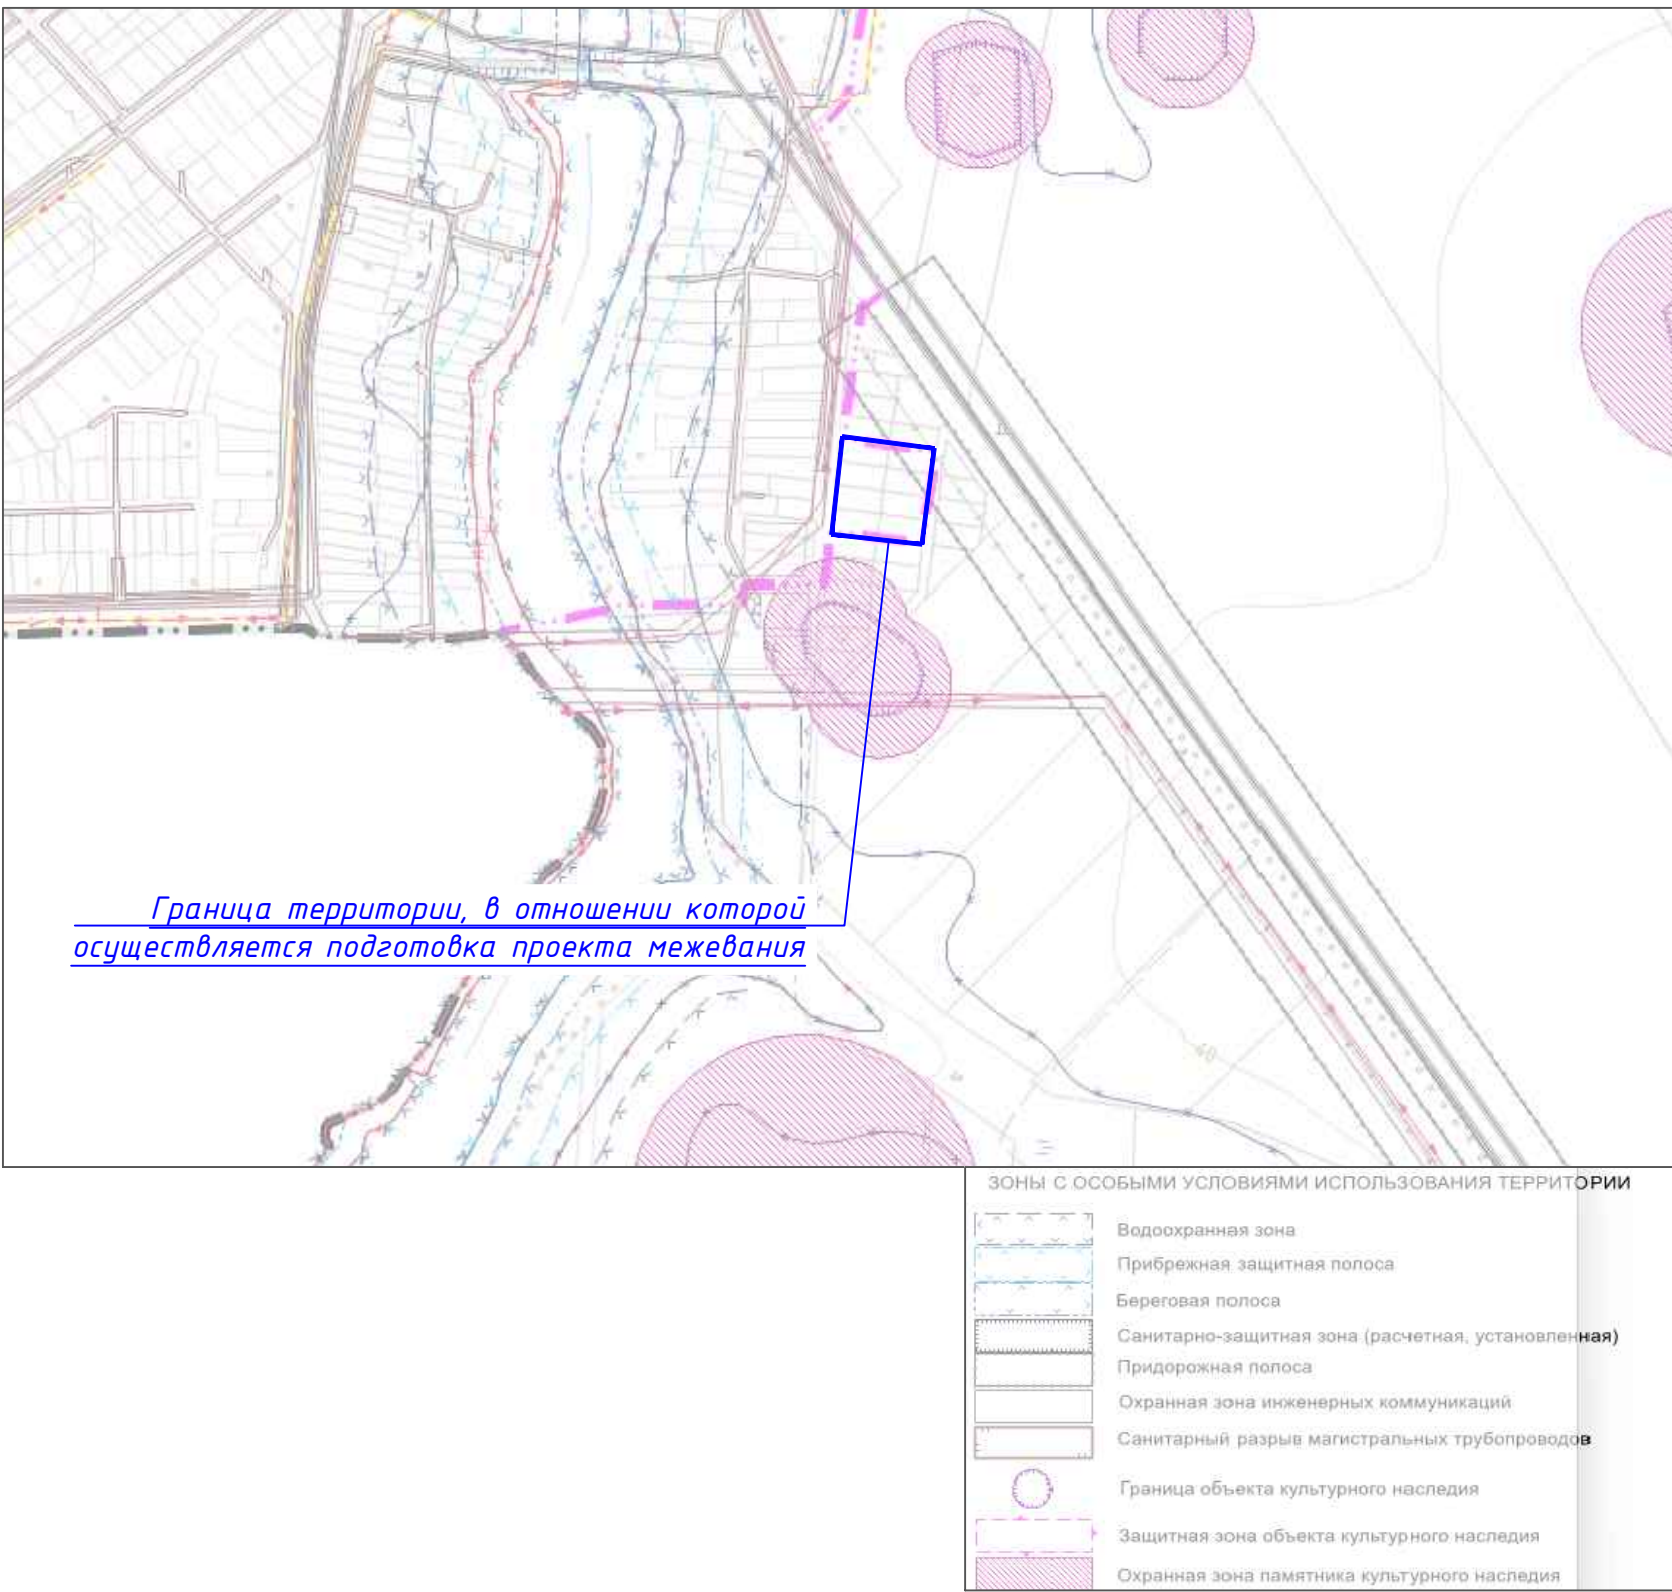 Граница территории, в отношении которой
осуществляется подготовка проекта межевания
40
ЗОНЫ С ОСОБЫМИ УСЛОВИЯМИ ИСПОЛЬЗОВАНИЯ ТЕРРИТОРИИ
Водоохранная зона
Прибрежная защитная полоса
Береговая полоса
Санитарно-защитная зона (расчетная, установленная)
Придорожная полоса
Охранная зона инженерных коммуникаций
Санитарный разрыв магистральных трубопроводов
Граница объекта культурного наследия
Защитная зона объекта культурного наследия
Охранная зона памятника культурного наследия